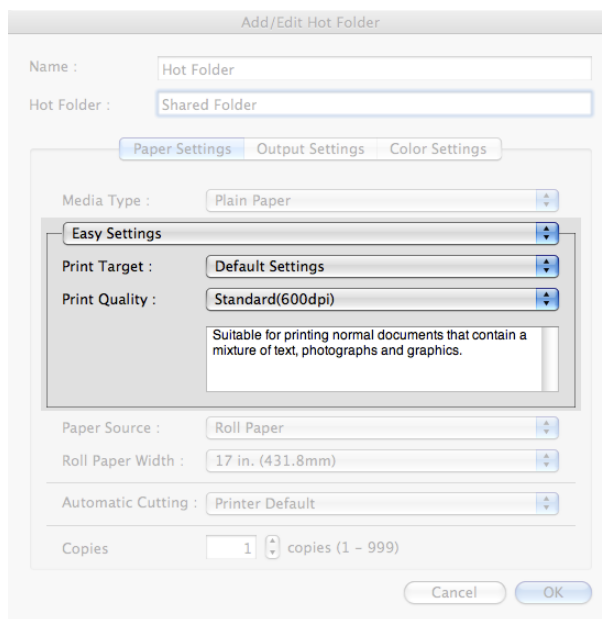 Add/Edit Hot Folder
Name : Hot Folder
Hot Folder : Shared Folder
Paper Settings Output Settings Color Settings
Media Type : Plain Paper
Easy Settings
Print Target : Default Settings
Print Quality : Standard(600dpi)
Suitable for printing normal documents that contain a
mixture of text, photographs and graphics.
Paper Source : Roll Paper
Roll Paper Width : 17 in. (431.8mm)
Automatic Cutting : Printer Default
Copies 1 copies (1 – 999)
Cancel OK